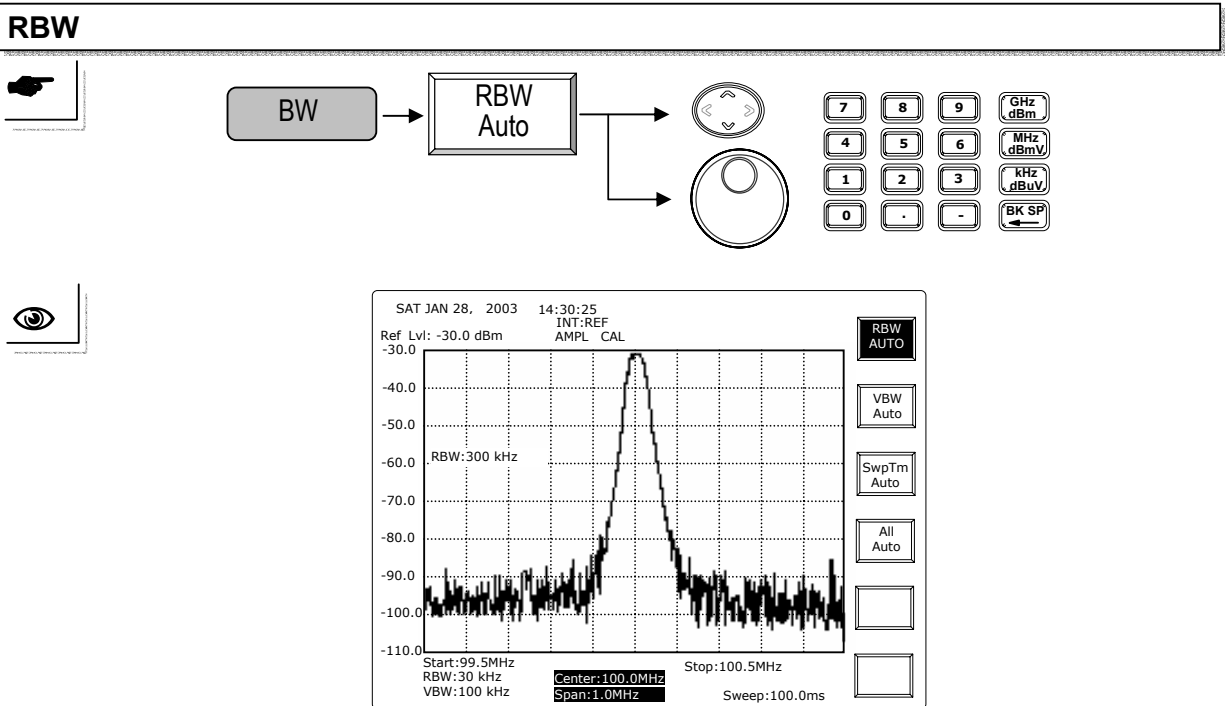 RBW
BW
RBW
Auto
7 8 9 GHz dBm
4 5 6 MHz dBmV
1 2 3 kHz dBuV
0 . - BK SP
SAT JAN 28, 2003 14:30:25
INT:REF
Ref Lvl: -30.0 dBm AMPL CAL
-30.0
-40.0
-50.0
-60.0
RBW:300 kHz
-70.0
-80.0
-90.0
-100.0
-110.0
Start:99.5MHz Stop:100.5MHz
RBW:30 kHz Center:100.0MHz
VBW:100 kHz Span:1.0MHz Sweep:100.0ms
RBW
AUTO
VBW
Auto
SwpTm
Auto
All
Auto